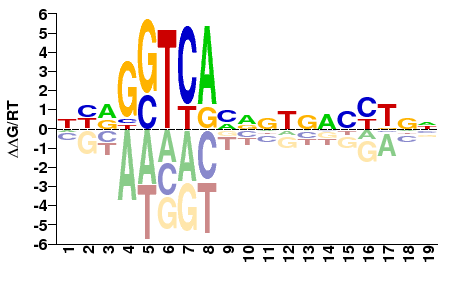 ΔΔG/RT
6
5
4
3
2
1
0
-1
-2
-3
-4
-5
-6
T C
C T G
A G C T
G C T A
G C A T
T A C G
C T A G
A G C T
C A T
A G T
G T C
T G
G T
A T
C G
C T A G
T A
G C
A T
1 2 3 4 5 6 7 8 9 10 11 12 13 14 15 16 17 18 19